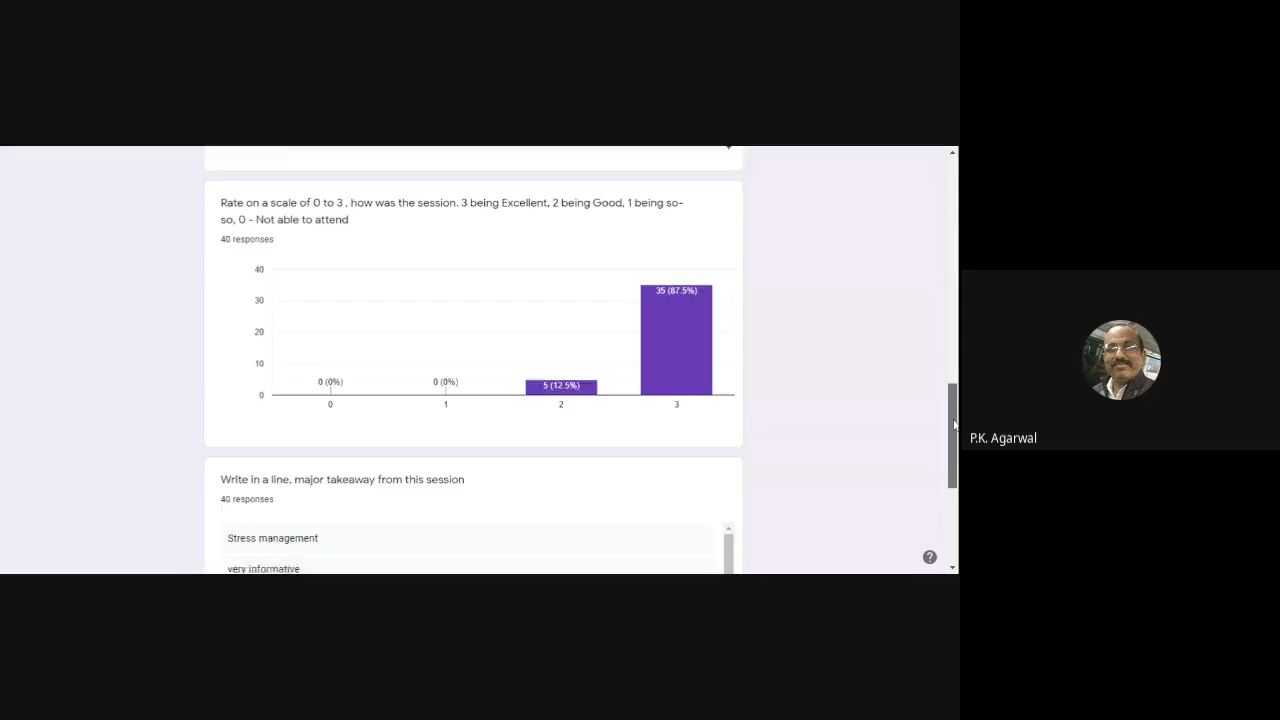 Rate on a scale of 0 to 3 , how was the session. 3 being Excellent, 2 being Good, 1 being so-
so, 0 - Not able to attend
40 responses
40
30
20
10
0
0 (0%)
0 (0%)
5 (12.5%)
35 (87.5%)
0
1
2
3
Write in a line, major takeaway from this session
40 responses
Stress management
very informative
?
P.K. Agarwal